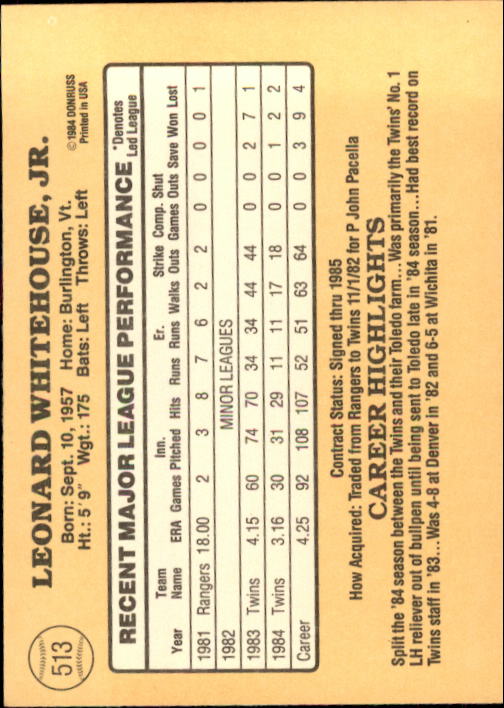 513
LEONARD WHITEHOUSE, JR.
Born: Sept. 10, 1957 Home: Burlington, Vt.
Ht.: 5' 9" Wgt.: 175 Bats: Left Throws: Left
© 1984 DONRUSS
Printed in USA
RECENT MAJOR LEAGUE PERFORMANCE
*Denotes
Led League
Team Inn. Er. Strike Comp. Shut
Year Name ERA Games Pitched Hits Runs Runs Walks Outs Games Outs Save Won Lost
1981 Rangers 18.00 2 3 8 7 6 2 2 0 0 0 0 1
1982 MINOR LEAGUES
1983 Twins 4.15 60 74 70 34 34 44 44 0 0 2 7 1
1984 Twins 3.16 30 31 29 11 11 17 18 0 0 1 2 2
Career 4.25 92 108 107 52 51 63 64 0 0 3 9 4
Contract Status: Signed thru 1985
How Acquired: Traded from Rangers to Twins 11/1/82 for P John Pacella
CAREER HIGHLIGHTS
Split the '84 season between the Twins and their Toledo farm.... Was primarily the Twins' No. 1
LH reliever out of bullpen until being sent to Toledo late in '84 season....Had best record on
Twins staff in '83... Was 4-8 at Denver in '82 and 6-5 at Wichita in '81.